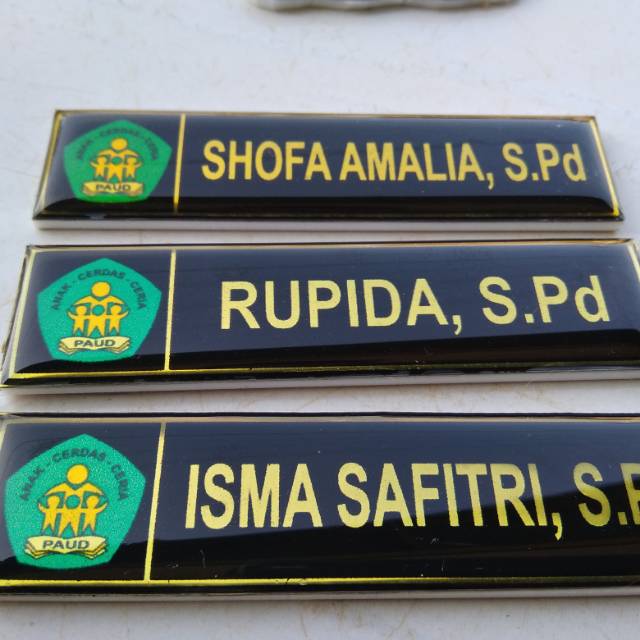 ANAK - CERDAS - CERIA
PAUD
SHOFA AMALIA, S.Pd
ANAK - CERDAS - CERIA
PAUD
RUPIDA, S.Pd
ANAK - CERDAS - CERIA
PAUD
ISMA SAFITRI, S.P